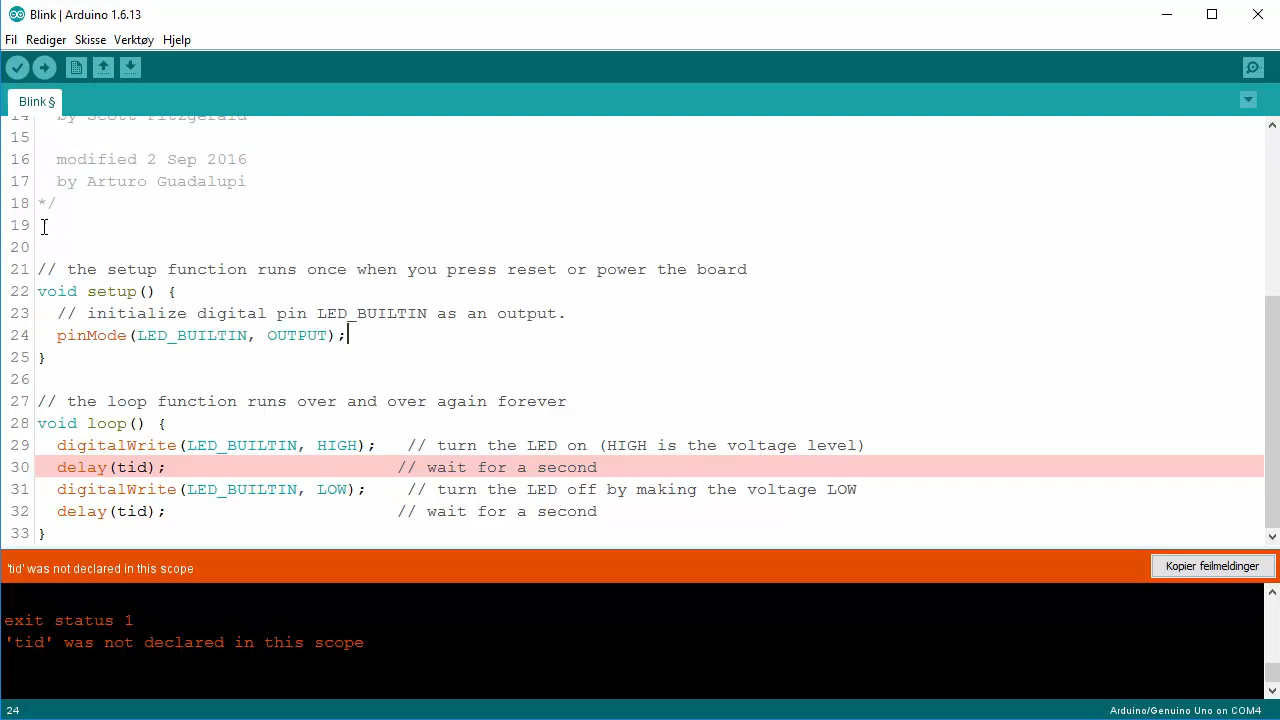 Blink | Arduino 1.6.13
Fil Rediger Skisse Verktøy Hjelp
Blink §
14 by Scott Fitzgerald
15
16 modified 2 Sep 2016
17 by Arturo Guadalupi
18 */
19
20
21 // the setup function runs once when you press reset or power the board
22 void setup() {
23 // initialize digital pin LED_BUILTIN as an output.
24 pinMode(LED_BUILTIN, OUTPUT);
25 }
26
27 // the loop function runs over and over again forever
28 void loop() {
29 digitalWrite(LED_BUILTIN, HIGH); // turn the LED on (HIGH is the voltage level)
30 delay(tid); // wait for a second
31 digitalWrite(LED_BUILTIN, LOW); // turn the LED off by making the voltage LOW
32 delay(tid); // wait for a second
33 }
'tid' was not declared in this scope
Kopier feilmeldinger
exit status 1
'tid' was not declared in this scope
24
Arduino/Genuino Uno on COM4